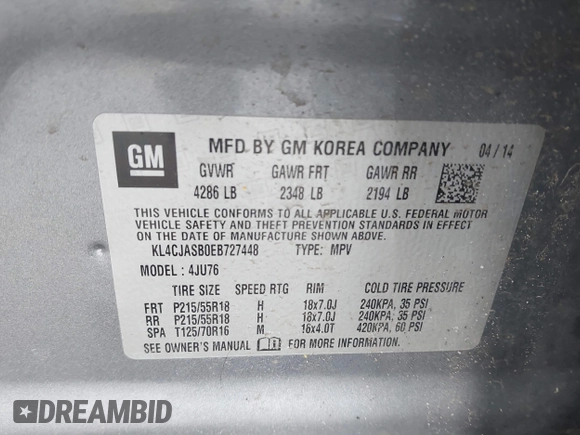 GM
MFD BY GM KOREA COMPANY 04/14
GVWR GAWR FRT GAWR RR
4286 LB 2348 LB 2194 LB
THIS VEHICLE CONFORMS TO ALL APPLICABLE U.S. FEDERAL MOTOR
VEHICLE SAFETY AND THEFT PREVENTION STANDARDS IN EFFECT
ON THE DATE OF MANUFACTURE SHOWN ABOVE.
KL4CJASB0EB727448 TYPE: MPV
MODEL : 4JU76
TIRE SIZE SPEED RTG RIM COLD TIRE PRESSURE
FRT P215/55R18 H 18x7.0J 240KPA, 35 PSI
RR P215/55R18 H 18x7.0J 240KPA, 35 PSI
SPA T125/70R16 M 16x4.0T 420KPA, 60 PSI
SEE OWNER'S MANUAL FOR MORE INFORMATION
DREAMBID